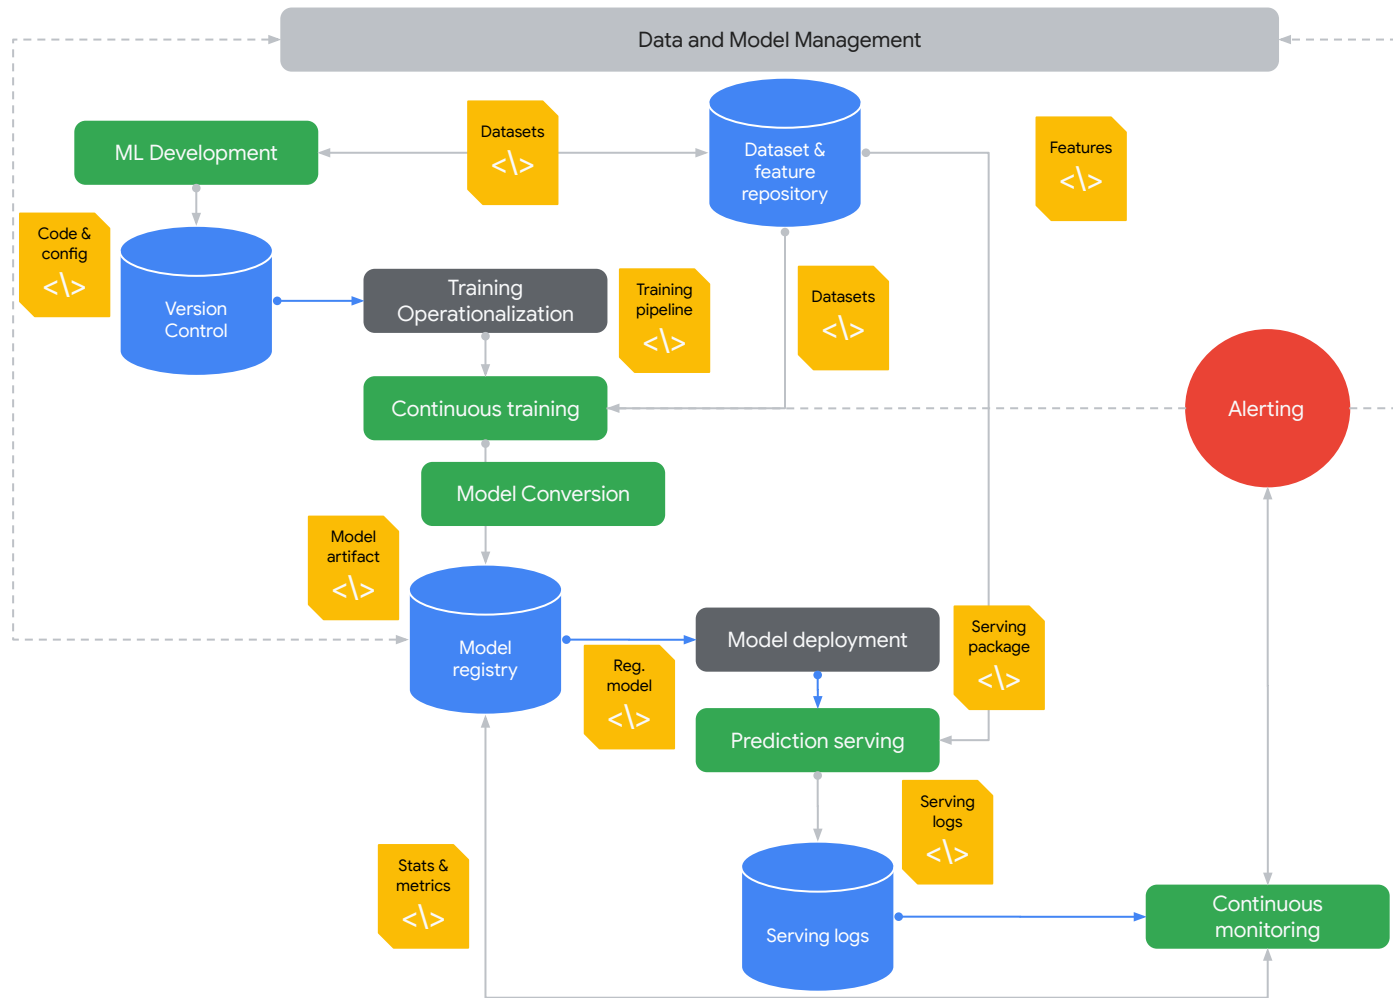 Data and Model Management
ML Development
Datasets
</>
Dataset &
feature
repository
Features
</>
Code &
config
</>
Version
Control
Training
Operationalization
Training
pipeline
</>
Datasets
</>
Continuous training
Alerting
Model Conversion
Model
artifact
</>
Model
registry
Reg.
model
</>
Model deployment
Serving
package
</>
Prediction serving
Serving
logs
</>
Stats &
metrics
</>
Serving logs
Continuous
monitoring